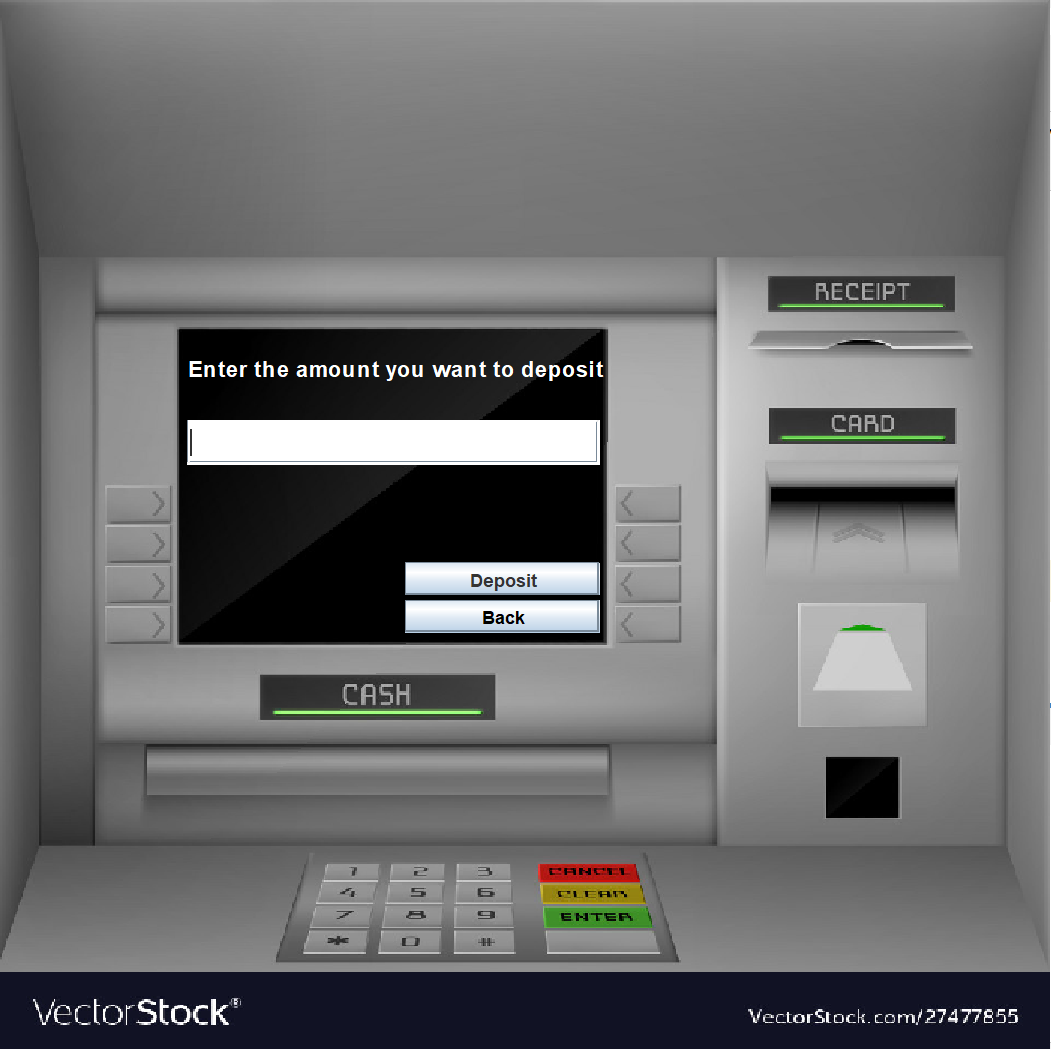 RECEIPT
Enter the amount you want to deposit
CARD
Deposit
Back
CASH
1 2 3 CANCEL
4 5 6 CLEAR
7 8 9 ENTER
* 0 #
VectorStock®
VectorStock.com/27477855